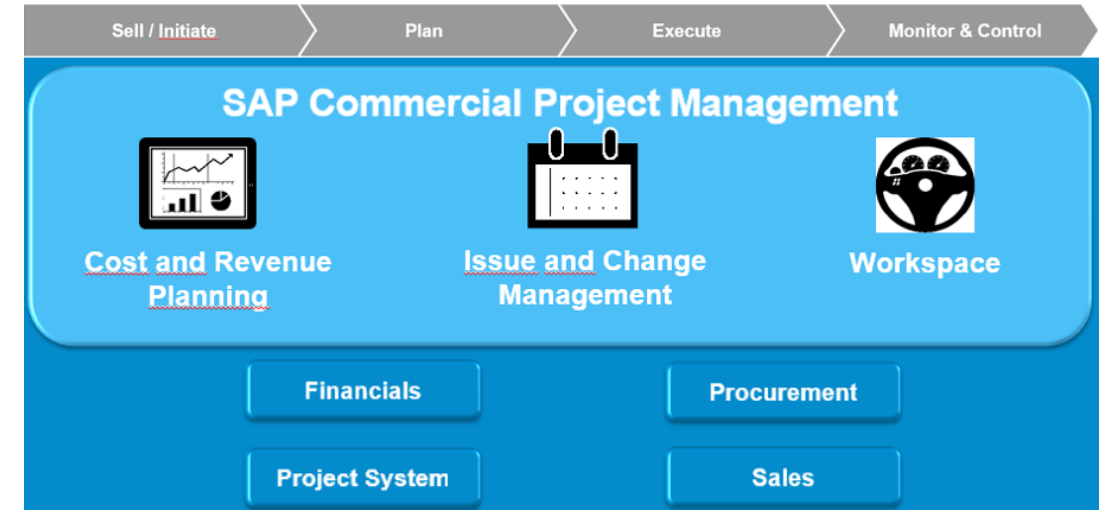 Sell / Initiate
Plan
Execute
Monitor & Control
SAP Commercial Project Management
Cost and Revenue
Planning
Issue and Change
Management
Workspace
Financials
Procurement
Project System
Sales